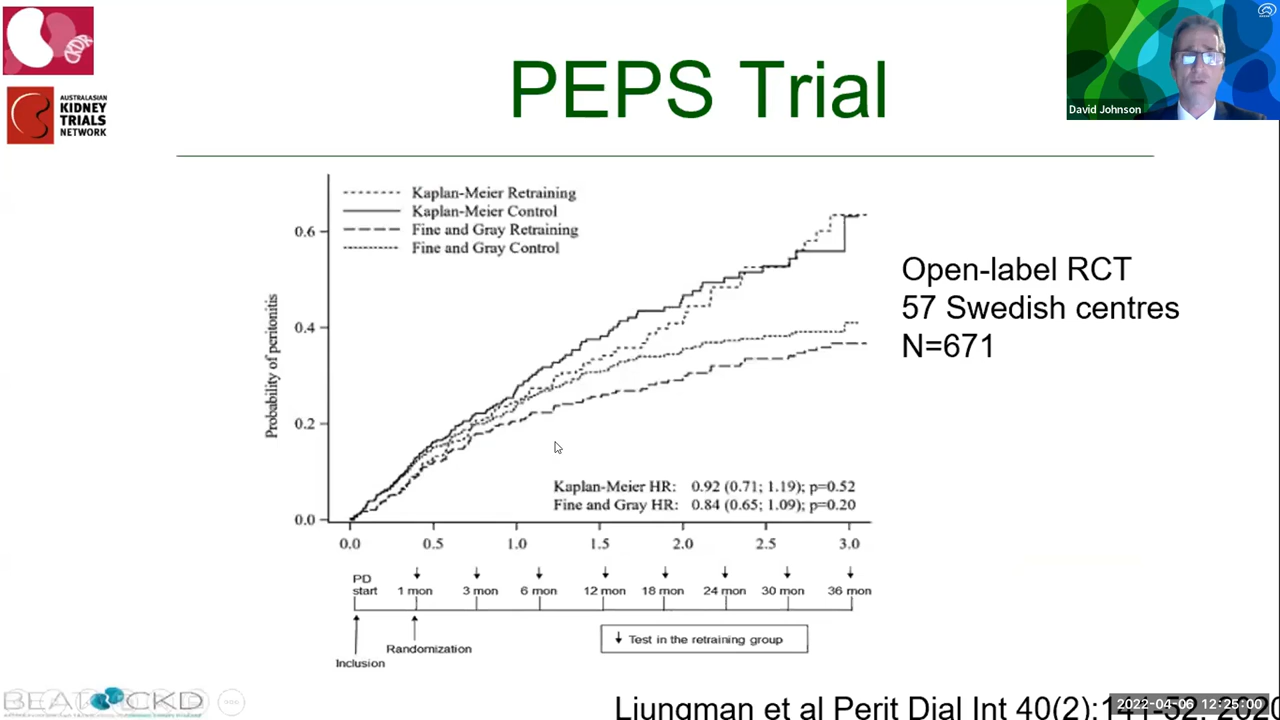 CKDR
AUSTRALASIAN
KIDNEY
TRIALS
NETWORK
PEPS Trial
David Johnson
Kaplan-Meier Retraining
Kaplan-Meier Control
Fine and Gray Retraining
Fine and Gray Control
0.6
0.4
0.2
0.0
Probability of peritonitis
Kaplan-Meier HR: 0.92 (0.71; 1.19); p=0.52
Fine and Gray HR: 0.84 (0.65; 1.09); p=0.20
0.0 0.5 1.0 1.5 2.0 2.5 3.0
Open-label RCT
57 Swedish centres
N=671
PD
start 1 mon 3 mon 6 mon 12 mon 18 mon 24 mon 30 mon 36 mon
Randomization
Inclusion
Test in the retraining group
BEAT CKD
Ljungman et al Perit Dial Int 40(2):141-52, 2020
2022-04-06 12:25:00